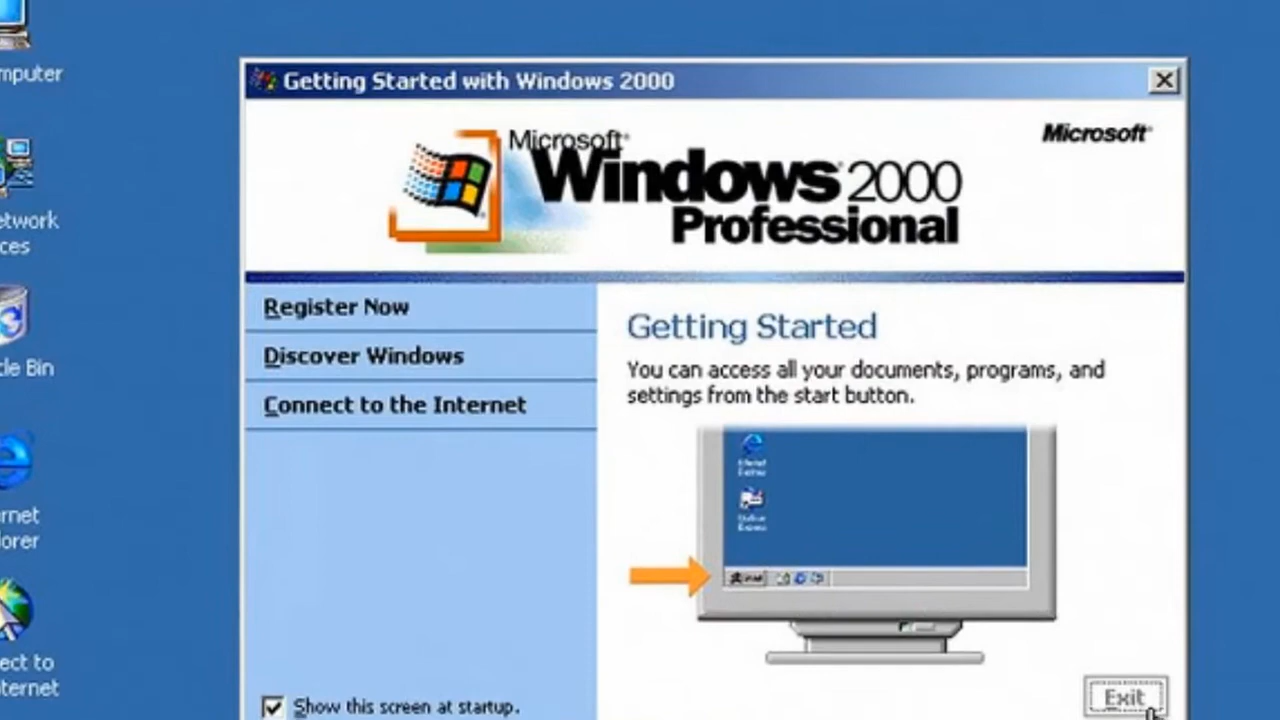 Getting Started with Windows 2000
Microsoft
Microsoft
Windows 2000
Professional
mputer
etwork
ces
cle Bin
rnet
lorer
ect to
ternet
Register Now
Discover Windows
Connect to the Internet
Show this screen at startup.
Getting Started
You can access all your documents, programs, and
settings from the start button.
Exit